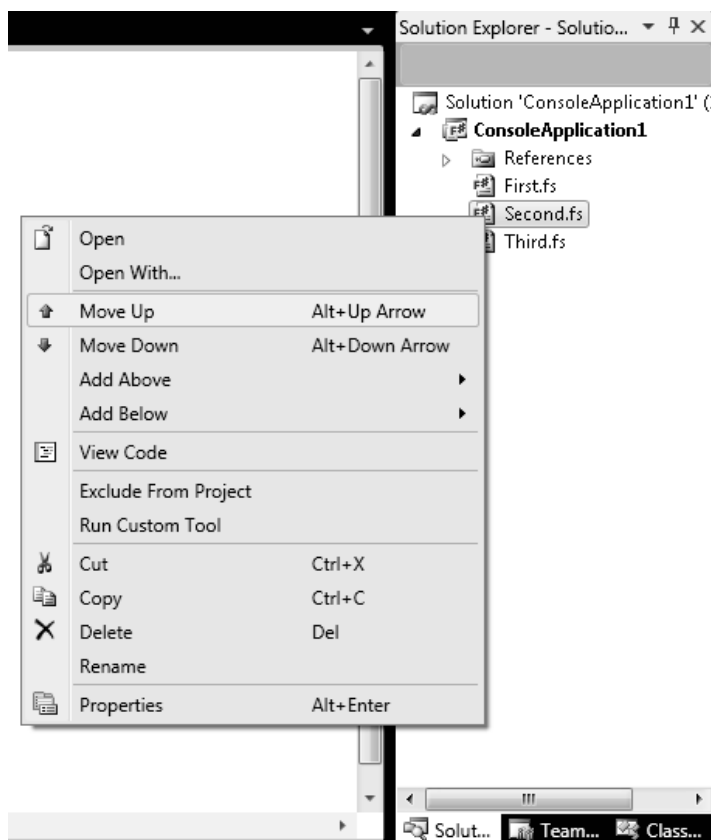 Solution Explorer - Solutio...
Solution 'ConsoleApplication1' (
ConsoleApplication1
References
First.fs
Second.fs
Third.fs
Open
Open With...
Move Up Alt+Up Arrow
Move Down Alt+Down Arrow
Add Above
Add Below
View Code
Exclude From Project
Run Custom Tool
Cut Ctrl+X
Copy Ctrl+C
Delete Del
Rename
Properties Alt+Enter
Solut... Team... Class...